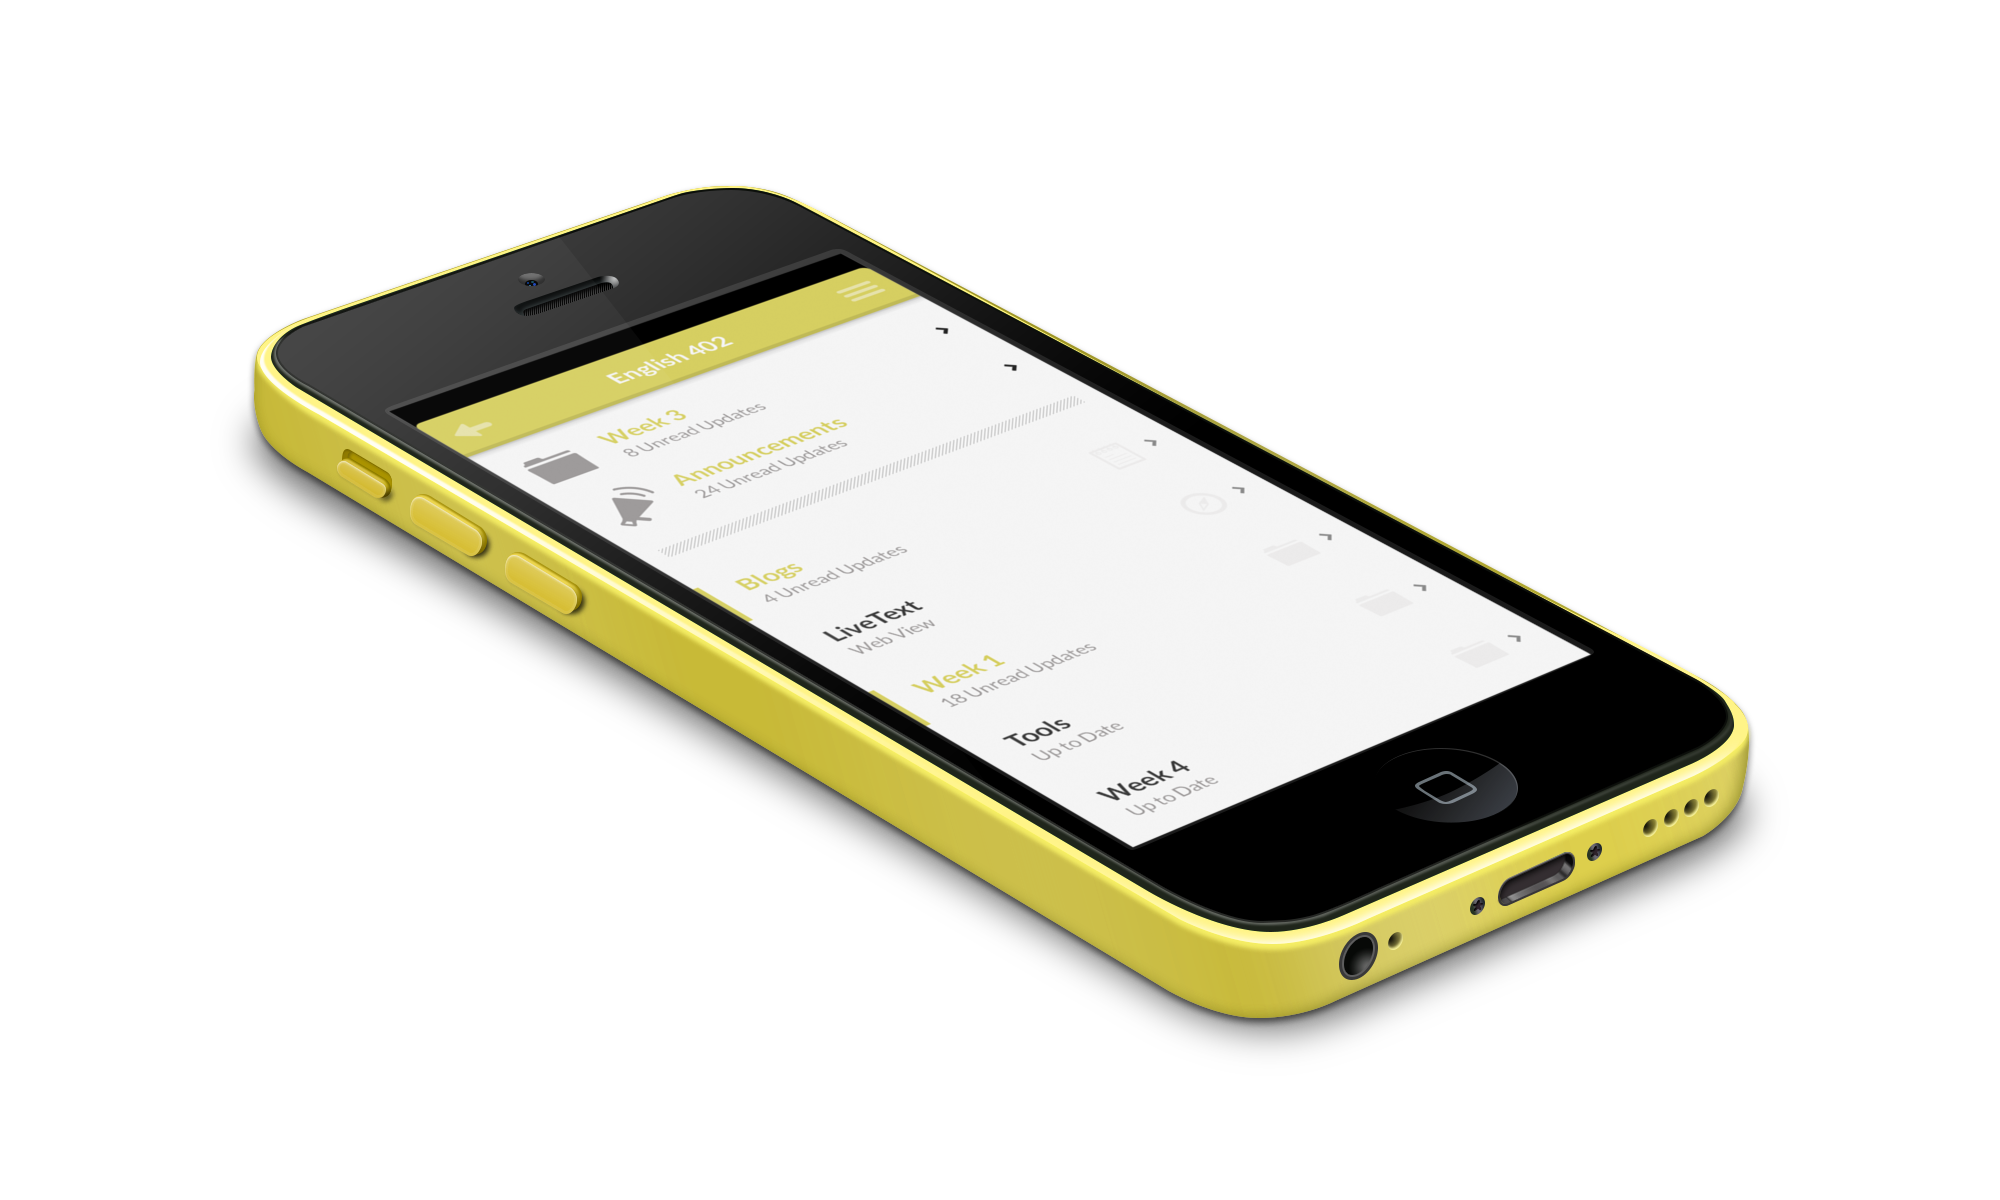 English 402
Week 3
8 Unread Updates
Announcements
24 Unread Updates
Blogs
4 Unread Updates
LiveText
Web View
Week 1
18 Unread Updates
Tools
Up to Date
Week 4
Up to Date